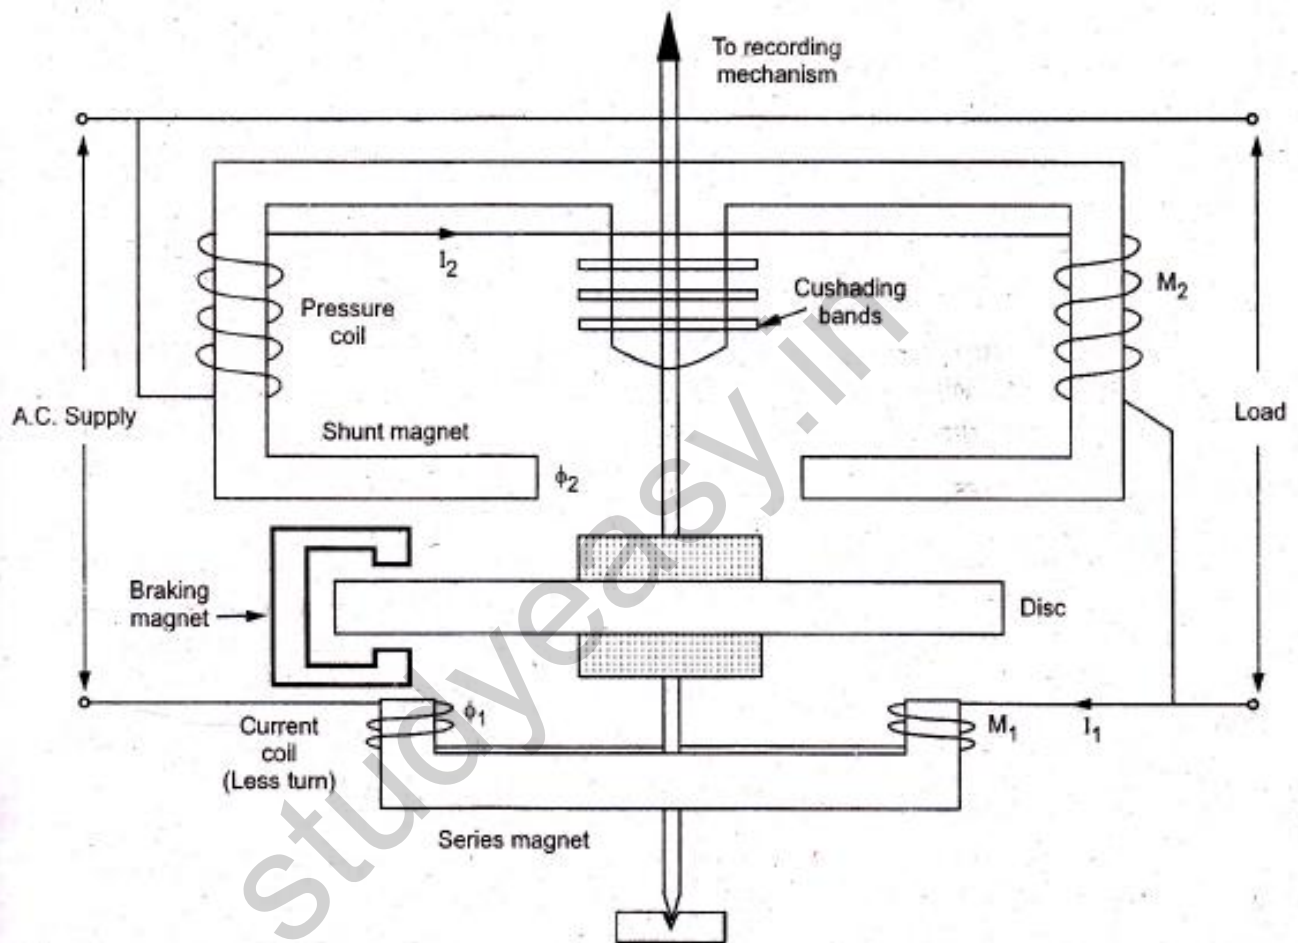 To recording
mechanism
I₂
Pressure
coil
Cushading
bands
M₂
A.C. Supply
Load
Shunt magnet
ϕ₂
Braking
magnet
Disc
ϕ₁
Current
coil
(Less turn)
M₁
I₁
Series magnet
studyeasy.in